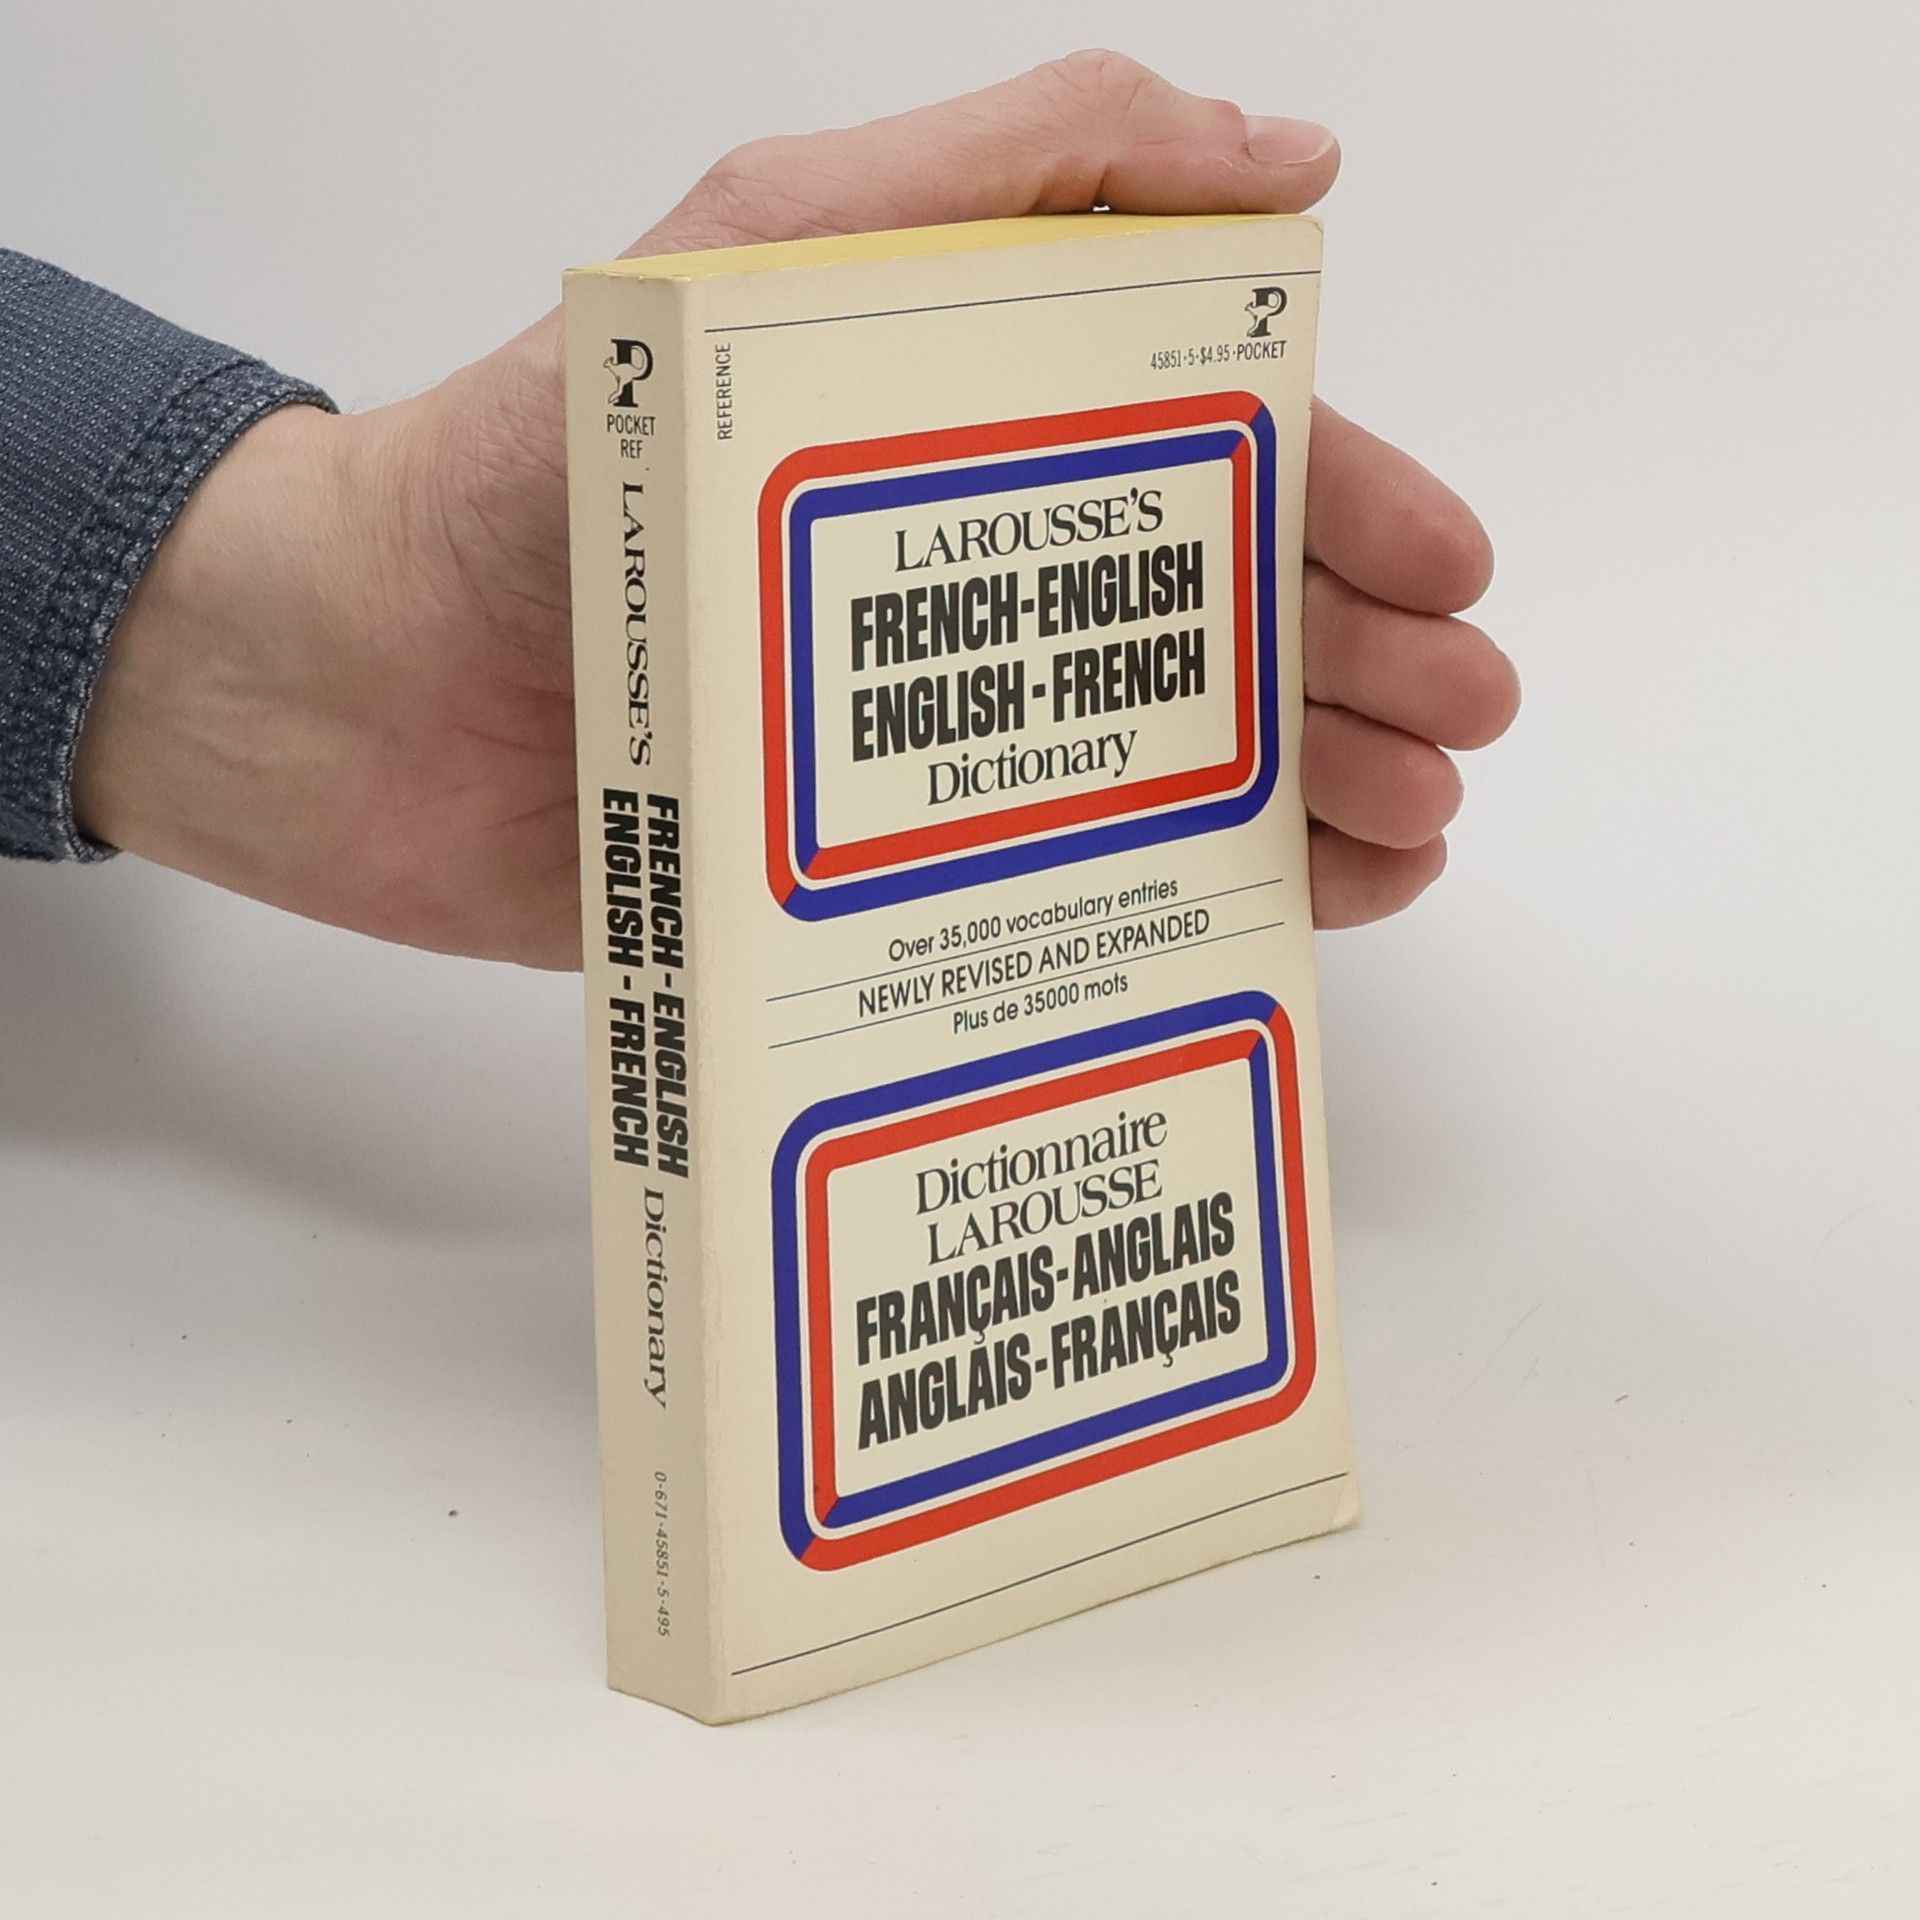 POCKET
REF
LAROUSSE'S
FRENCH-ENGLISH
ENGLISH-FRENCH
Dictionary
0-671-45851-5-495
REFERENCE
45851·5·$4.95·POCKET
LAROUSSE'S
FRENCH-ENGLISH
ENGLISH-FRENCH
Dictionary
Over 35,000 vocabulary entries
NEWLY REVISED AND EXPANDED
Plus de 35000 mots
Dictionnaire
LAROUSSE
FRANÇAIS-ANGLAIS
ANGLAIS-FRANÇAIS